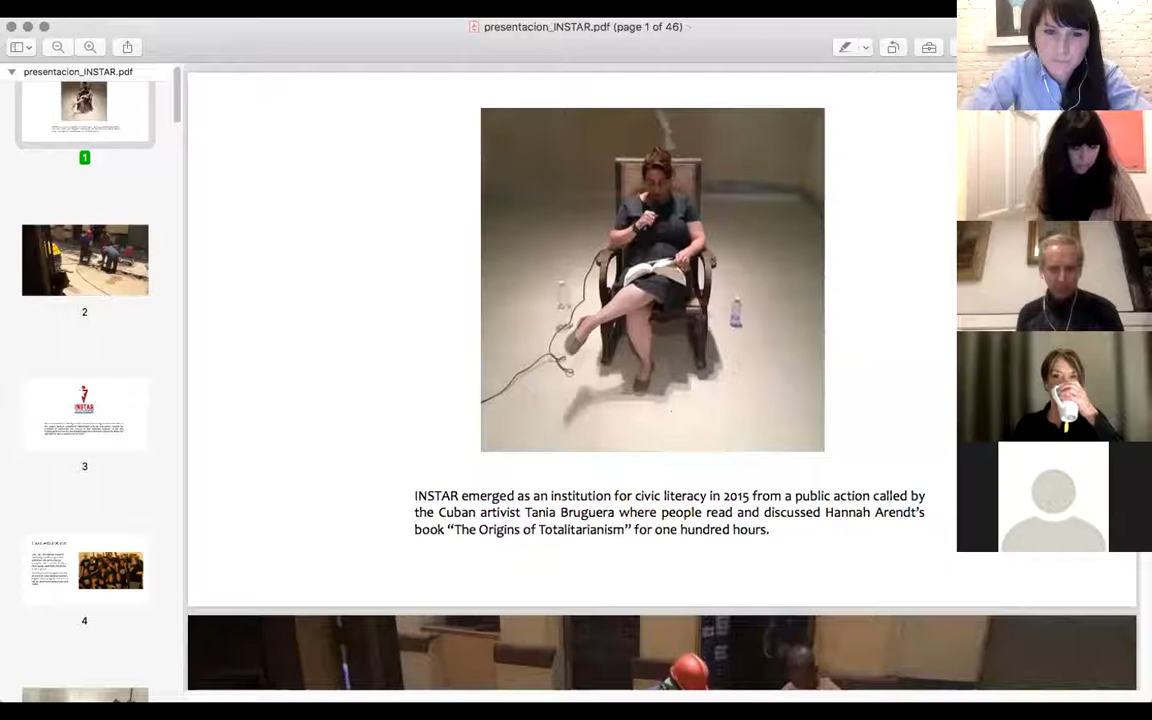 presentacion_INSTAR.pdf (page 1 of 46)
presentacion_INSTAR.pdf
1
2
INSTAR
3
4
INSTAR emerged as an institution for civic literacy in 2015 from a public action called by
the Cuban artivist Tania Bruguera where people read and discussed Hannah Arendt's
book “The Origins of Totalitarianism” for one hundred hours.